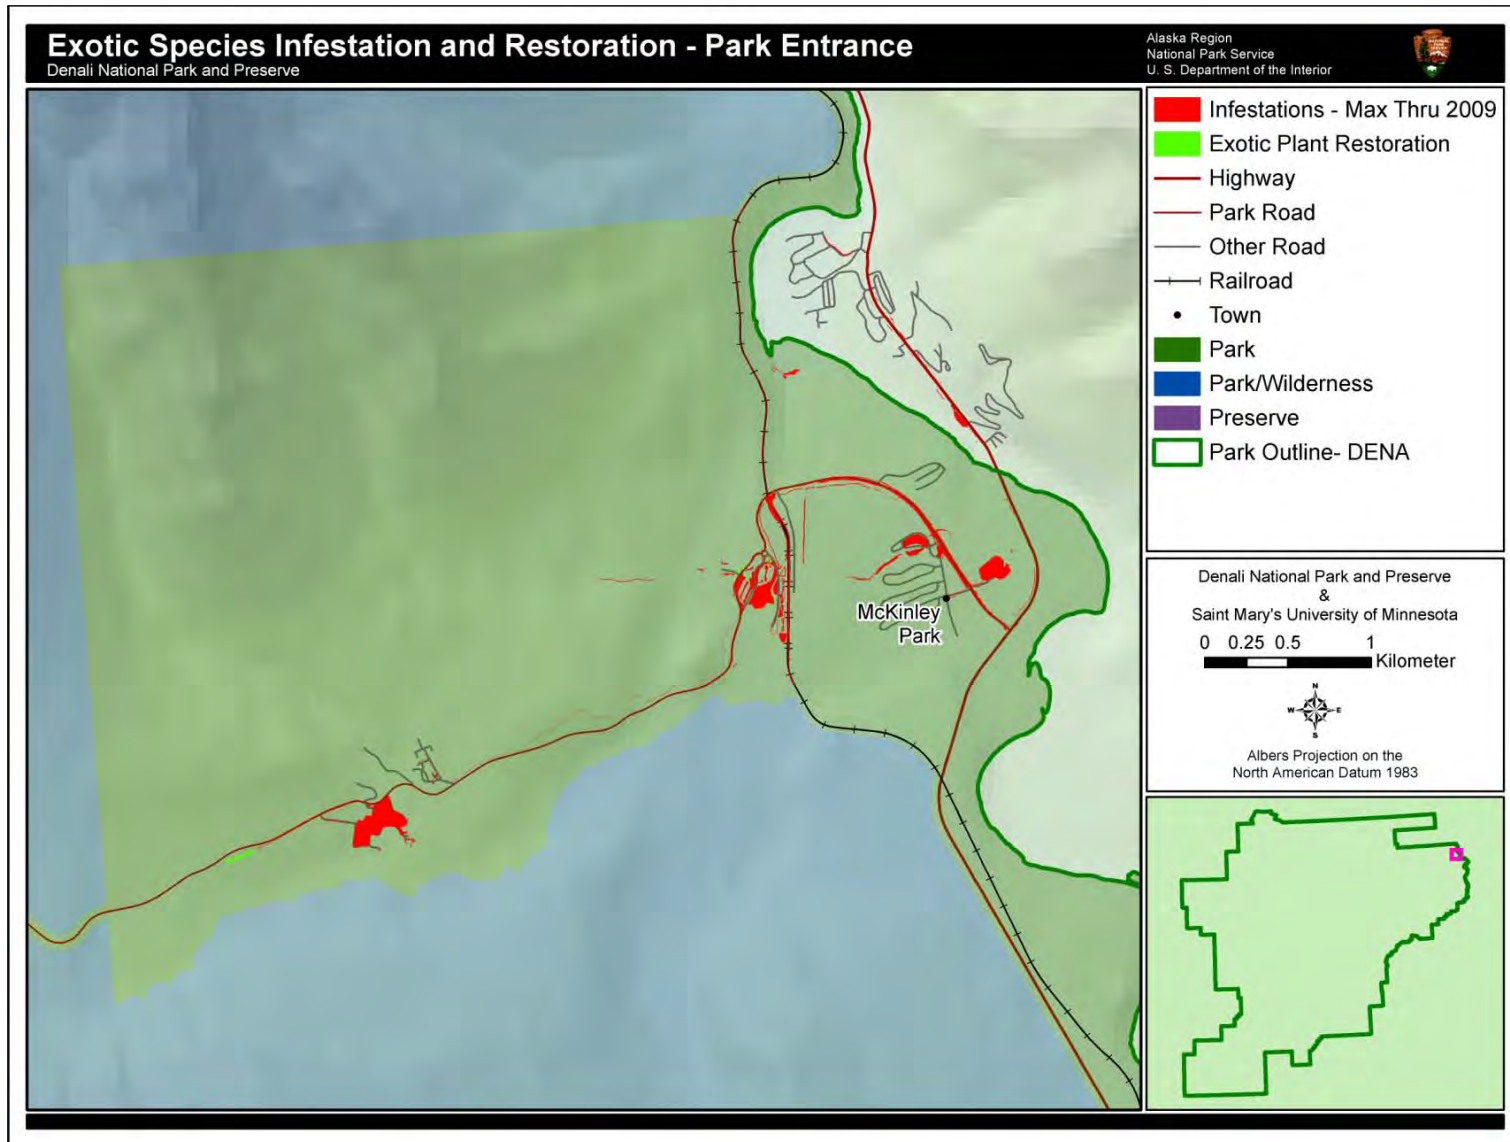 Exotic Species Infestation and Restoration - Park Entrance
Denali National Park and Preserve
Alaska Region
National Park Service
U. S. Department of the Interior
Infestations - Max Thru 2009
Exotic Plant Restoration
Highway
Park Road
Other Road
Railroad
Town
Park
Park/Wilderness
Preserve
Park Outline- DENA
McKinley
Park
Denali National Park and Preserve
&
Saint Mary's University of Minnesota
0 0.25 0.5 1
Kilometer
N
W E
S
Albers Projection on the
North American Datum 1983